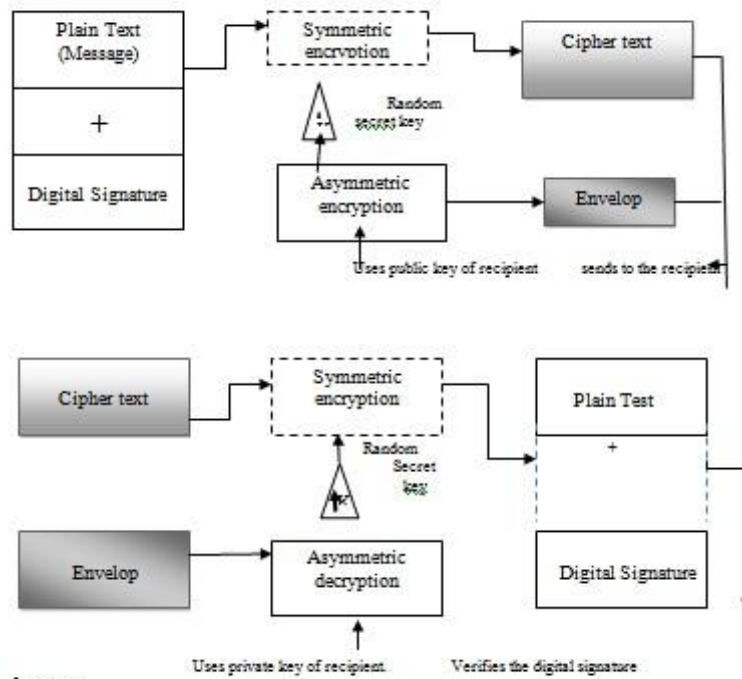 Plain Text
(Message)
+
Digital Signature
Symmetric
encryption
Cipher text
Random
secret key
Asymmetric
encryption
Envelop
Uses public key of recipient
sends to the recipient
Cipher text
Symmetric
encryption
Plain Test
+
Random
Secret
key
Envelop
Asymmetric
decryption
Digital Signature
Uses private key of recipient.
Verifies the digital signature